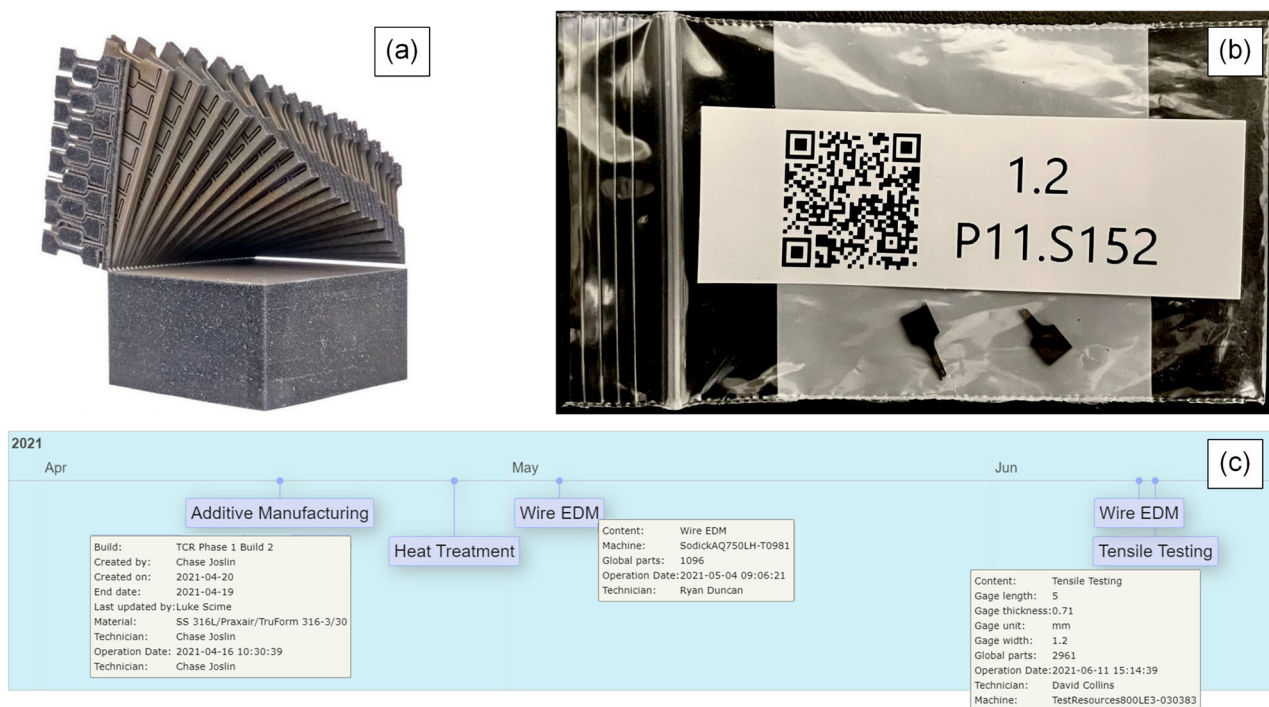 (a)
(b)
1.2
P11.S152
2021
(c)
Apr
May
Jun
Additive Manufacturing
Heat Treatment
Wire EDM
Wire EDM
Tensile Testing
Build: TCR Phase 1 Build 2
Created by: Chase Joslin
Created on: 2021-04-20
End date: 2021-04-19
Last updated by:Luke Scime
Material: SS 316L/Praxair/TruForm 316-3/30
Technician: Chase Joslin
Operation Date: 2021-04-16 10:30:39
Technician: Chase Joslin
Content: Wire EDM
Machine: SodickAQ750LH-T0981
Global parts: 1096
Operation Date:2021-05-04 09:06:21
Technician: Ryan Duncan
Content: Tensile Testing
Gage length: 5
Gage thickness:0.71
Gage unit: mm
Gage width: 1.2
Global parts: 2961
Operation Date:2021-06-11 15:14:39
Technician: David Collins
Machine: TestResources800LE3-030383